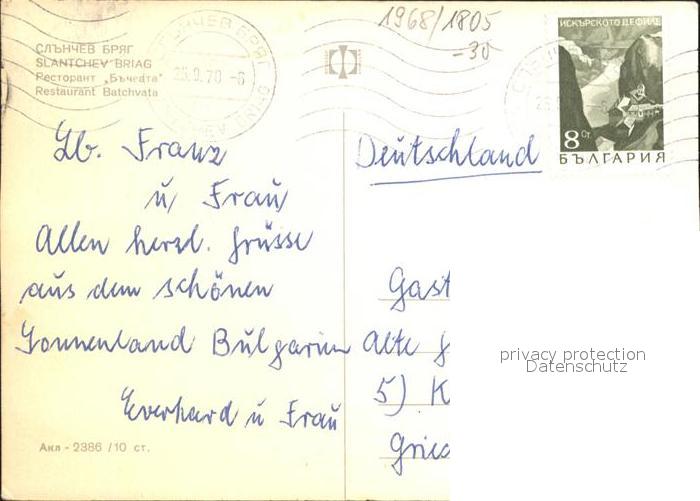 СЛЪНЧЕВ БРЯГ
SLANTCHEV BRIAG
Ресторант „Бъчвата"
Restaurant Batchvata
1968/1805
-30
СЛЪНЧЕВ БРЯГ
25.9.70-6
ИСКЪРСКОТО ДЕФИЛЕ
8 Ст.
БЪЛГАРИЯ
Lb. Franz
u, Frau,
Allen herzl. Grüsse
aus dem schönen
Sonnenland Bulgarien
Everhard u Frau
Акл - 2386 /10 ст.
Deutschland
Gast
Alte g
5) K
Griec
privacy protection
Datenschutz